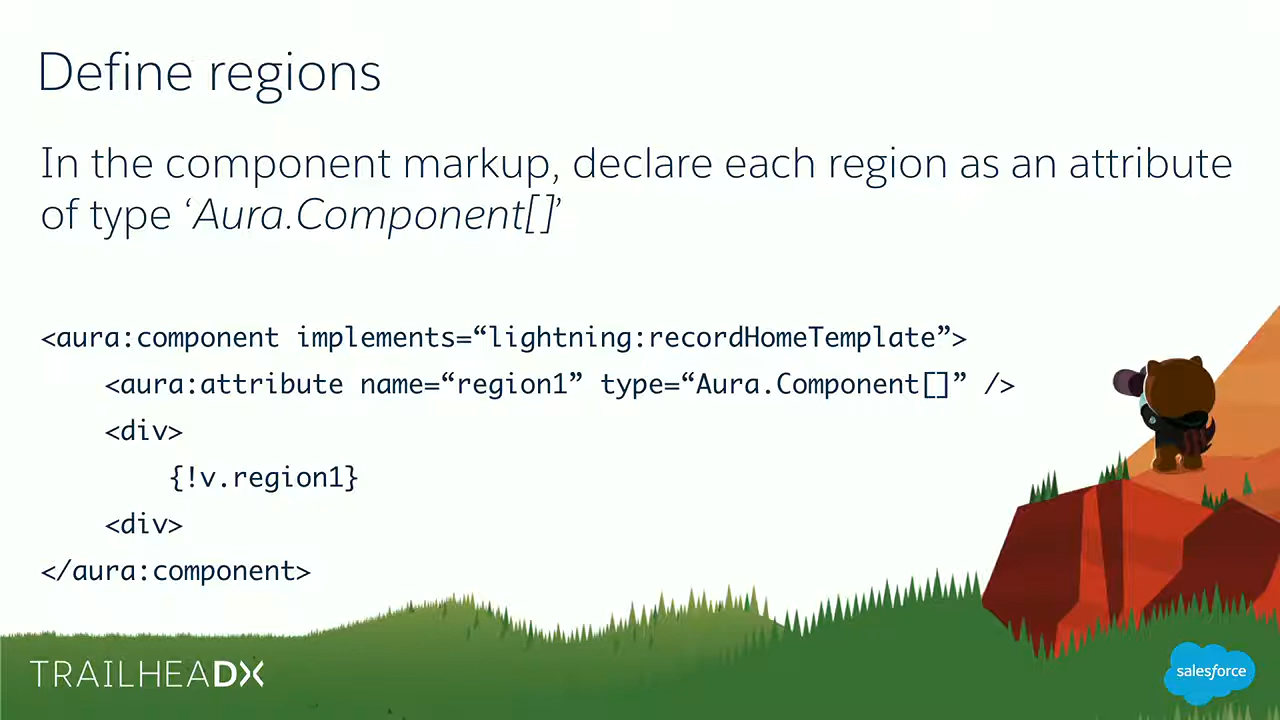 Define regions
In the component markup, declare each region as an attribute
of type ‘Aura.Component[]’
<aura:component implements=“lightning:recordHomeTemplate”>
<aura:attribute name=“region1” type=“Aura.Component[]” />
<div>
{!v.region1}
<div>
</aura:component>
TRAILHEADX
salesforce